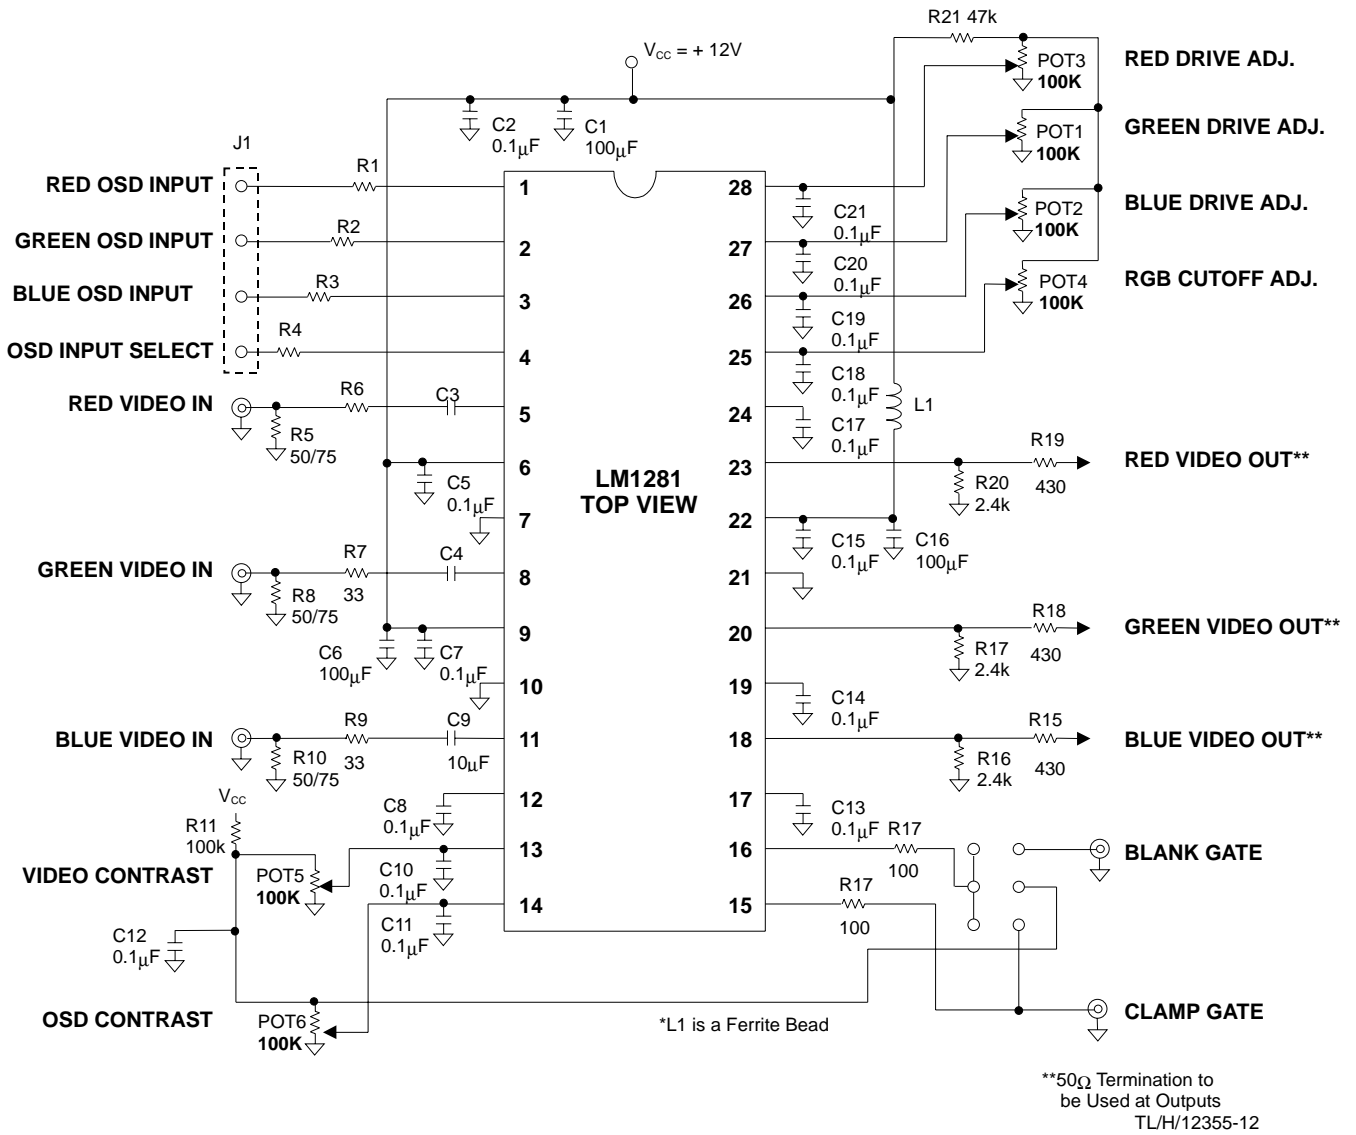 R21 47k
VCC = + 12V
POT3
100K
RED DRIVE ADJ.
C2
0.1µF
C1
100µF
POT1
100K
GREEN DRIVE ADJ.
J1
R1
RED OSD INPUT
1
28
C21
0.1µF
POT2
100K
BLUE DRIVE ADJ.
R2
GREEN OSD INPUT
2
27
C20
0.1µF
POT4
100K
RGB CUTOFF ADJ.
R3
BLUE OSD INPUT
3
26
C19
0.1µF
R4
OSD INPUT SELECT
4
25
C18
0.1µF
L1
RED VIDEO IN
R6
C3
R5
50/75
5
24
C17
0.1µF
C5
0.1µF
6
LM1281
TOP VIEW
23
R19
430
R20
2.4k
RED VIDEO OUT**
7
22
C15
0.1µF
C16
100µF
GREEN VIDEO IN
R7
33
C4
R8
50/75
8
21
C6
100µF
C7
0.1µF
9
20
R18
430
R17
2.4k
GREEN VIDEO OUT**
10
19
C14
0.1µF
BLUE VIDEO IN
R9
33
C9
10µF
R10
50/75
11
18
R15
430
R16
2.4k
BLUE VIDEO OUT**
VCC
R11
100k
C8
0.1µF
12
17
C13
0.1µF
VIDEO CONTRAST
POT5
100K
C10
0.1µF
13
16
R17
100
BLANK GATE
C11
0.1µF
14
15
R17
100
C12
0.1µF
OSD CONTRAST
POT6
100K
*L1 is a Ferrite Bead
CLAMP GATE
**50Ω Termination to
be Used at Outputs
TL/H/12355-12